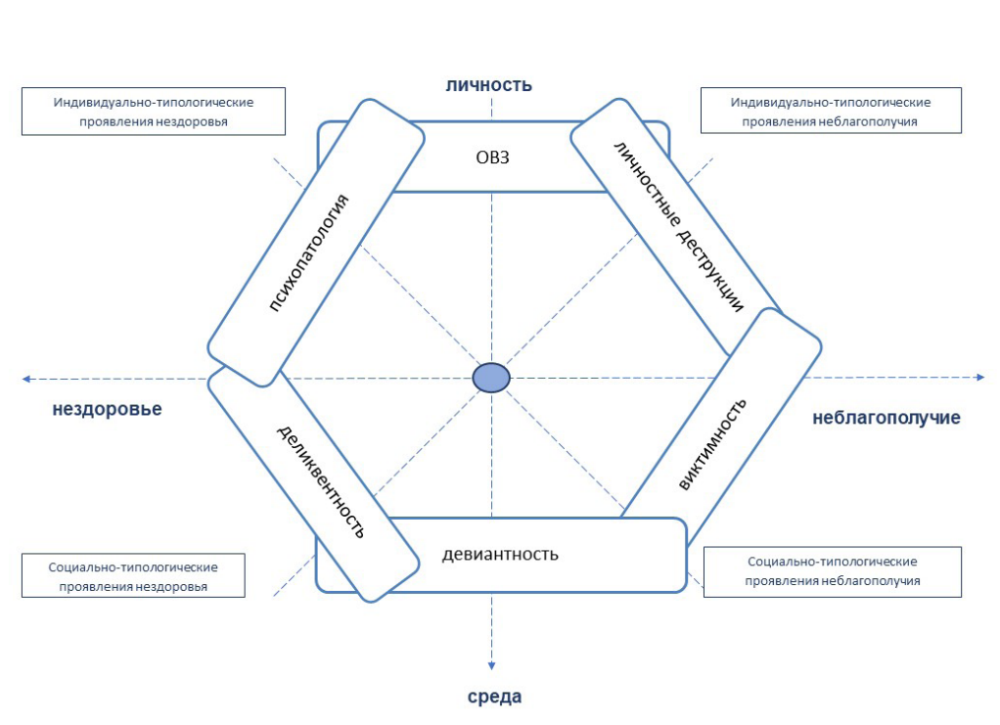 личность
Индивидуально-типологические
проявления нездоровья
Индивидуально-типологические
проявления неблагополучия
ОВЗ
психопатология
личностные деструкции
нездоровье
неблагополучие
деликвентность
виктимность
девиантность
Социально-типологические
проявления нездоровья
Социально-типологические
проявления неблагополучия
среда